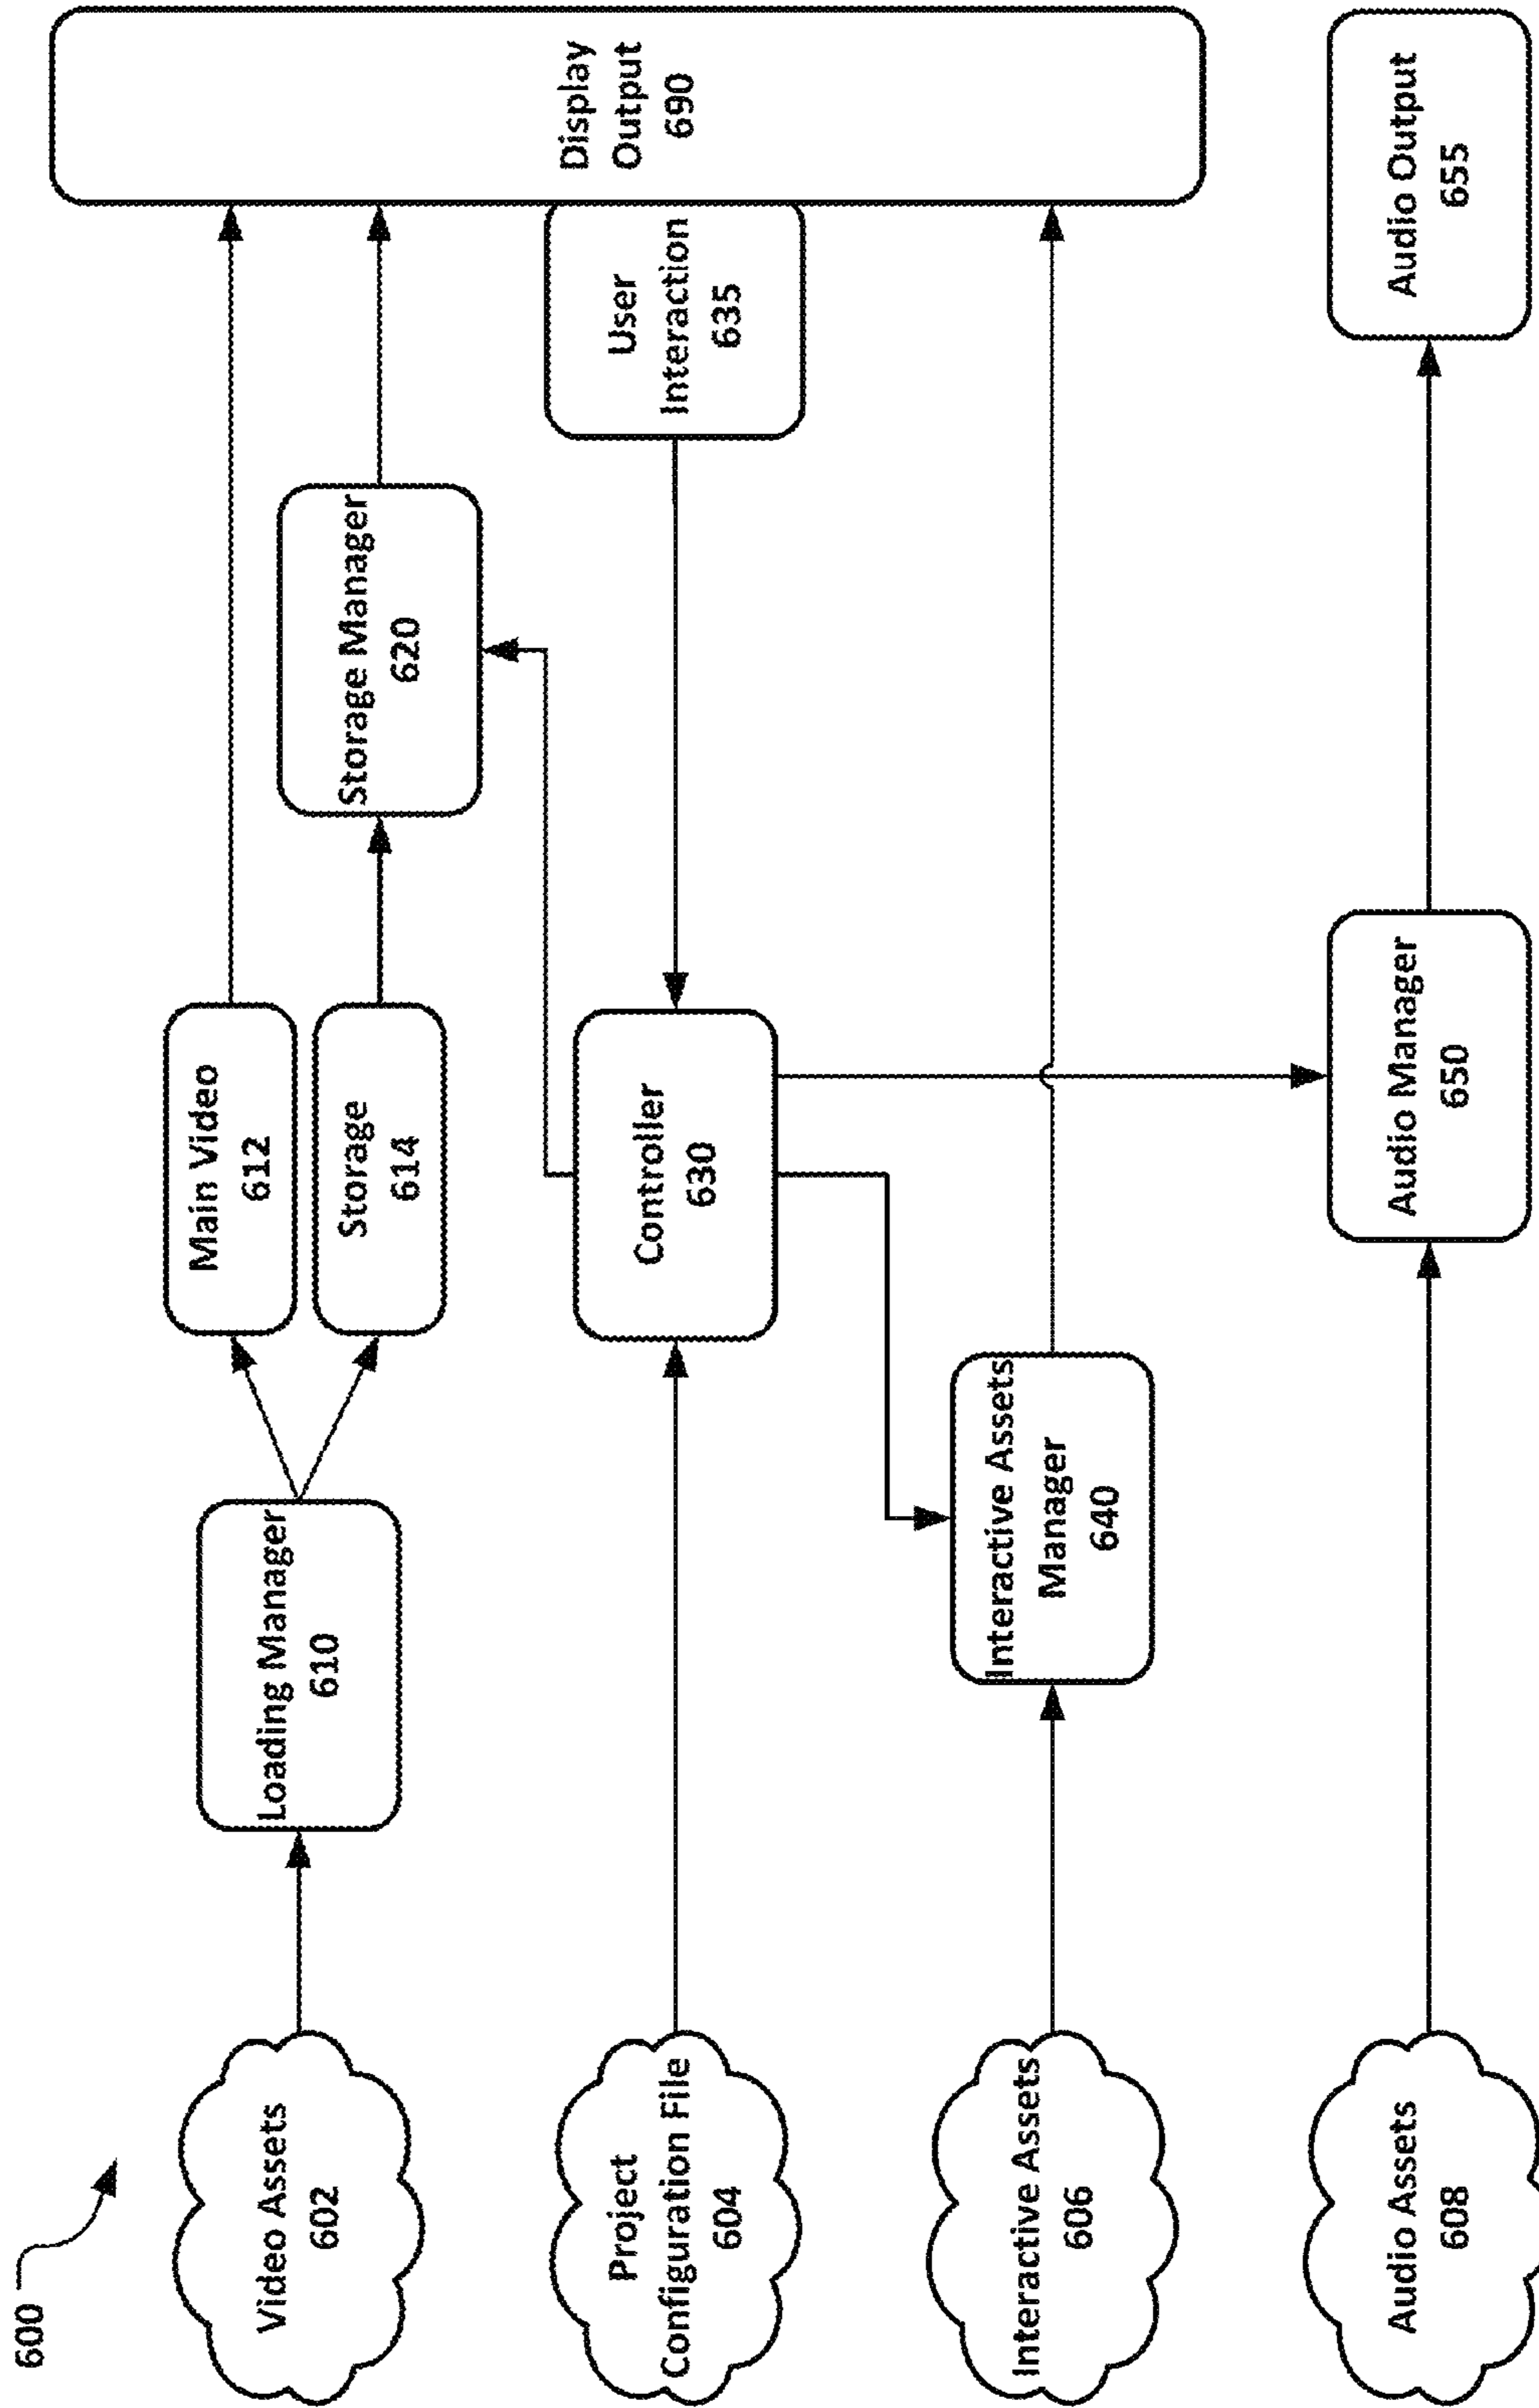 600
Video Assets
602
Loading Manager
610
Main Video
612
Storage
614
Storage Manager
620
Display
Output
690
Project
Configuration File
604
Controller
630
User
Interaction
635
Interactive Assets
606
Interactive Assets
Manager
640
Audio Assets
608
Audio Manager
650
Audio Output
655